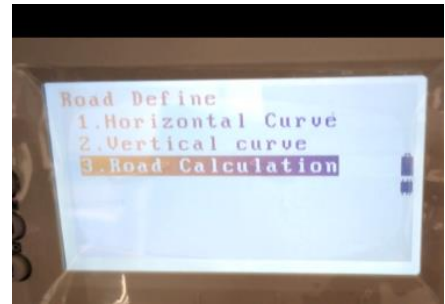 Road Define
1.Horizontal Curve
2.Vertical curve
3.Road Calculation